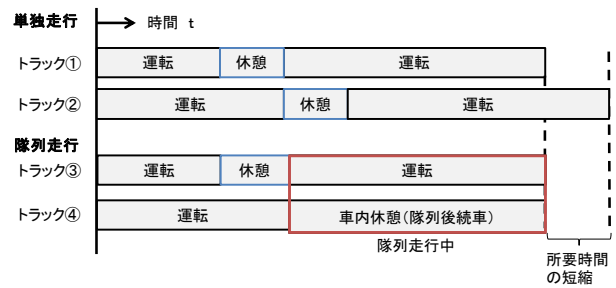 単独走行
時間 t
トラック①
運転 休憩 運転
トラック②
運転 休憩 運転
隊列走行
トラック③
運転 休憩 運転
トラック④
運転 車内休憩(隊列後続車)
隊列走行中
所要時間
の短縮